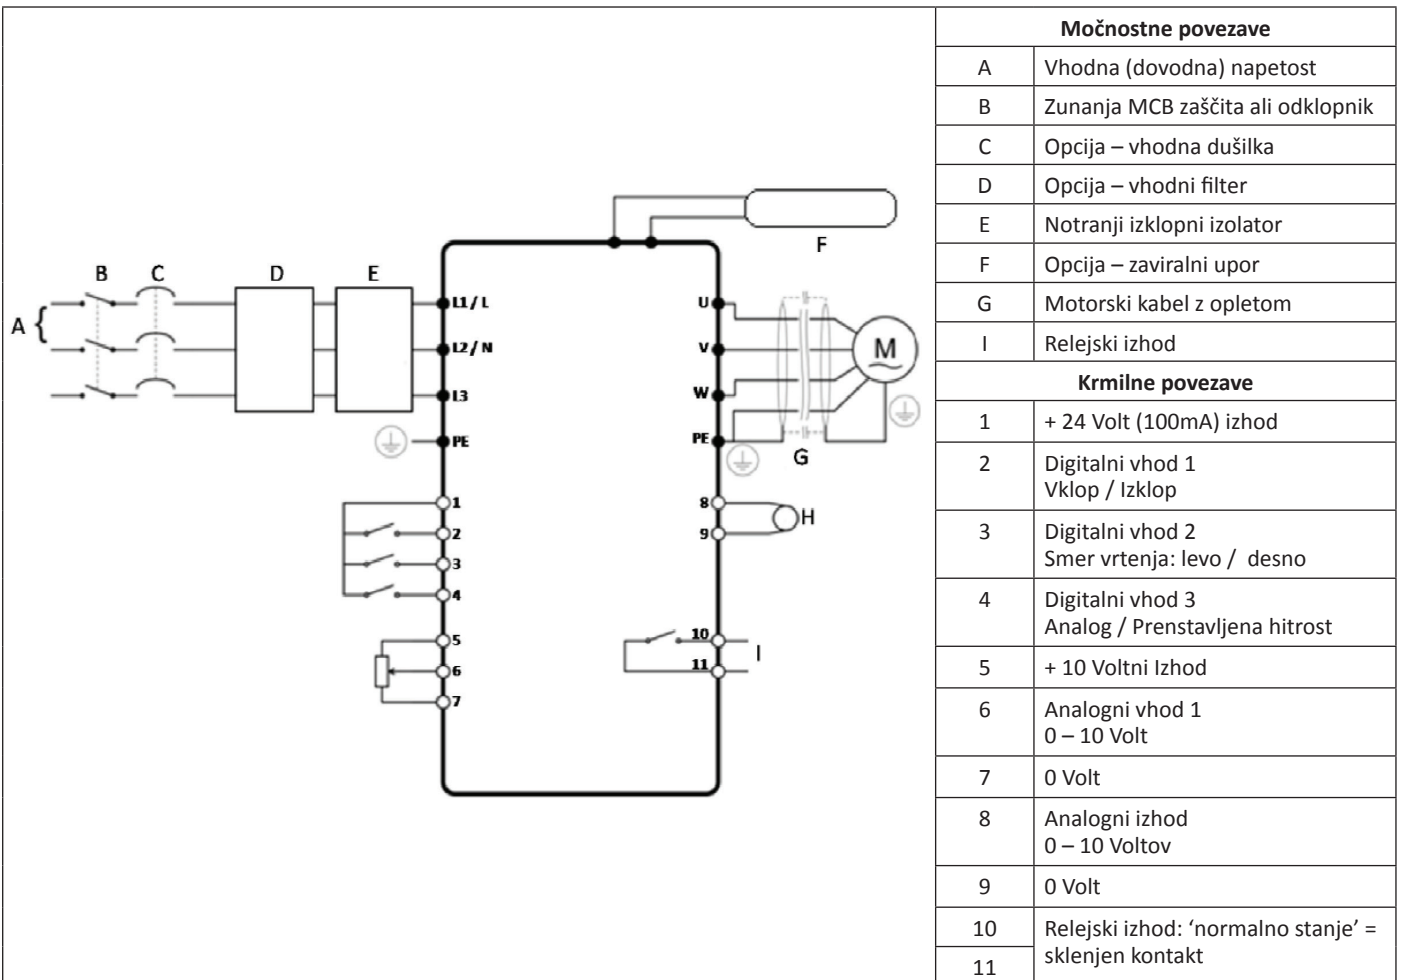 F
B
C
D
E
A
{
L1 / L
L2 / N
L3
PE
U
V
W
PE
M
G
1
2
3
4
5
6
7
8
9
H
10
11
I
Močnostne povezave
A Vhodna (dovodna) napetost
B Zunanja MCB zaščita ali odklopnik
C Opcija – vhodna dušilka
D Opcija – vhodni filter
E Notranji izklopni izolator
F Opcija – zaviralni upor
G Motorski kabel z opletom
I Relejski izhod
Krmilne povezave
1 + 24 Volt (100mA) izhod
2 Digitalni vhod 1
Vklop / Izklop
3 Digitalni vhod 2
Smer vrtenja: levo / desno
4 Digitalni vhod 3
Analog / Prenstavljena hitrost
5 + 10 Voltni Izhod
6 Analogni vhod 1
0 – 10 Volt
7 0 Volt
8 Analogni izhod
0 – 10 Voltov
9 0 Volt
10 Relejski izhod: ‘normalno stanje’ =
11 sklenjen kontakt